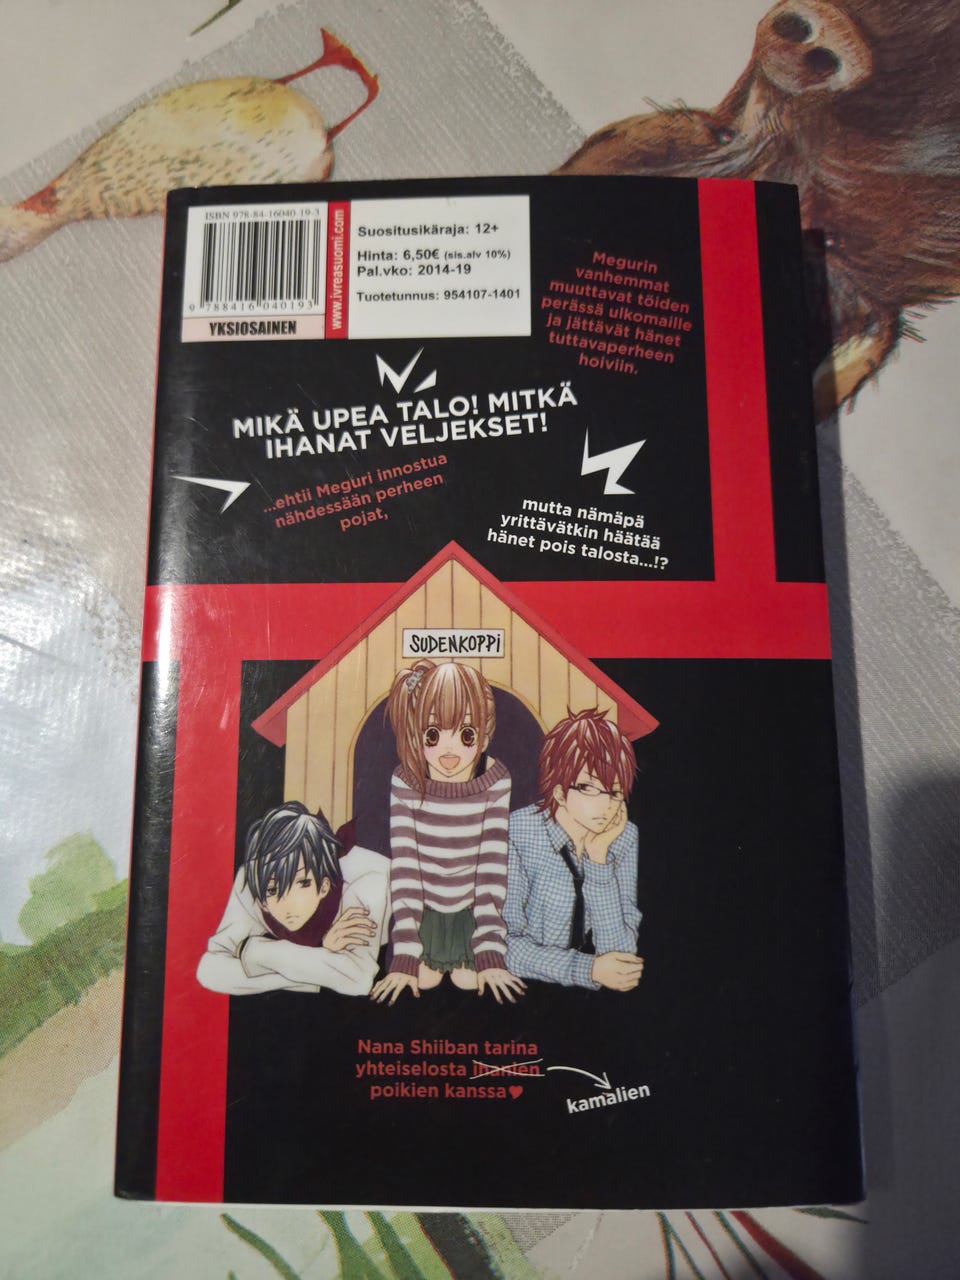 ISBN 978-84-16040-19-3
9 788416 040193
YKSIOSAINEN
www.ivreasuomi.com
Suositusikäraja: 12+
Hinta: 6,50€ (sis.alv 10%)
Pal.vko: 2014-19
Tuotetunnus: 954107-1401
Megurin
vanhemmat
muuttavat töiden
perässä ulkomaille
ja jättävät hänet
tuttavaperheen
hoiviin.
MIKÄ UPEA TALO! MITKÄ
IHANAT VELJEKSET!
...ehtii Meguri innostua
nähdessään perheen
pojat,
mutta nämäpä
yrittävätkin häätää
hänet pois talosta...!?
SUDENKOPPi
Nana Shiiban tarina
yhteiselosta ihanien
poikien kanssa♥
kamalien